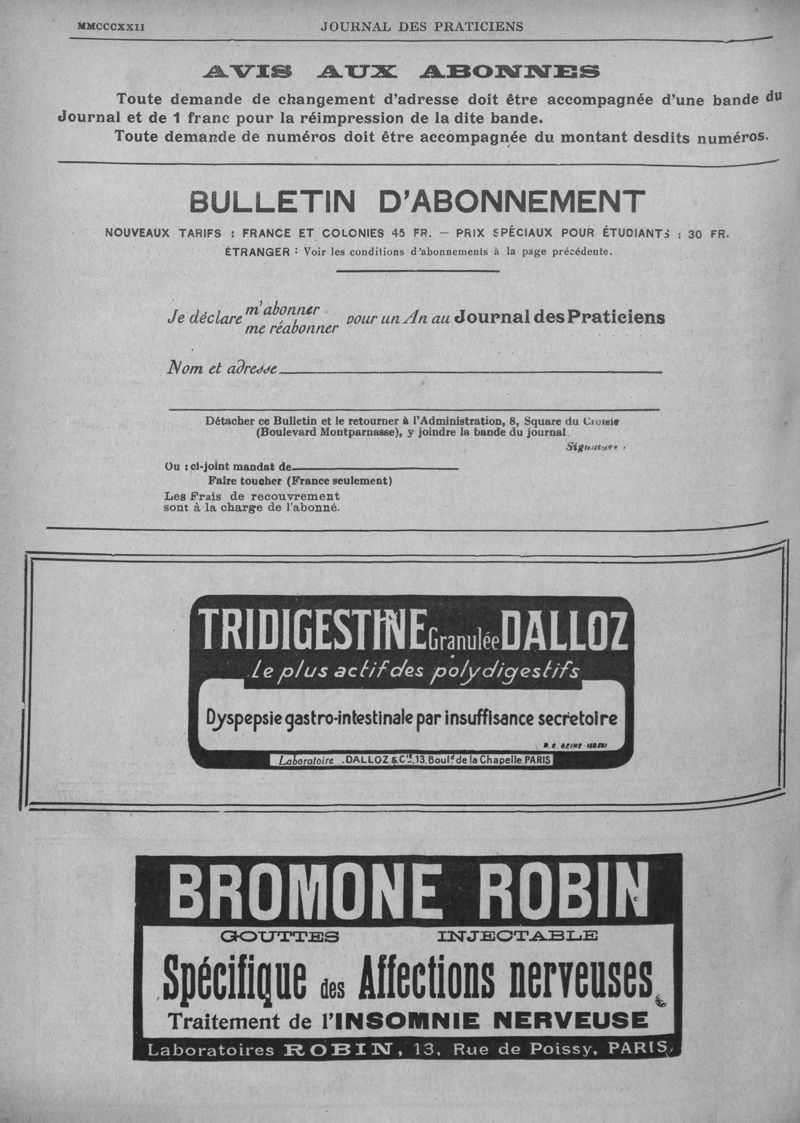 MMCCCXXII
JOURNAL DES PRATICIENS
AVIS AUX ABONNES
Toute demande de changement d'adresse doit être accompagnée d'une bande du
Journal et de 1 franc pour la réimpression de la dite bande.
Toute demande de numéros doit être accompagnée du montant desdits numéros.
BULLETIN D'ABONNEMENT
NOUVEAUX TARIFS : FRANCE ET COLONIES 45 FR. — PRIX SPÉCIAUX POUR ÉTUDIANTS : 30 FR.
ÉTRANGER : Voir les conditions d'abonnements à la page précédente.
m'abonner
Je déclare pour un An au Journal des Praticiens
me réabonner
Nom et adresse
Détacher ce Bulletin et le retourner à l'Administration, 8, Square du Croisic
(Boulevard Montparnasse), y joindre la bande du journal.
Signature.
Ou : ci-joint mandat de
Faire toucher (France seulement)
Les Frais de recouvrement
sont à la charge de l'abonné.
TRIDIGESTINE Granulée DALLOZ
Le plus actif des polydigestifs
Dyspepsie gastro-intestinale par insuffisance secretoire
R.C. SEINE
Laboratoire .DALLOZ & Cie, 13, Bould de la Chapelle PARIS
BROMONE ROBIN
GOUTTES INJECTABLE
Spécifique des Affections nerveuses
Traitement de l'INSOMNIE NERVEUSE
Laboratoires ROBIN, 13, Rue de Poissy, PARIS